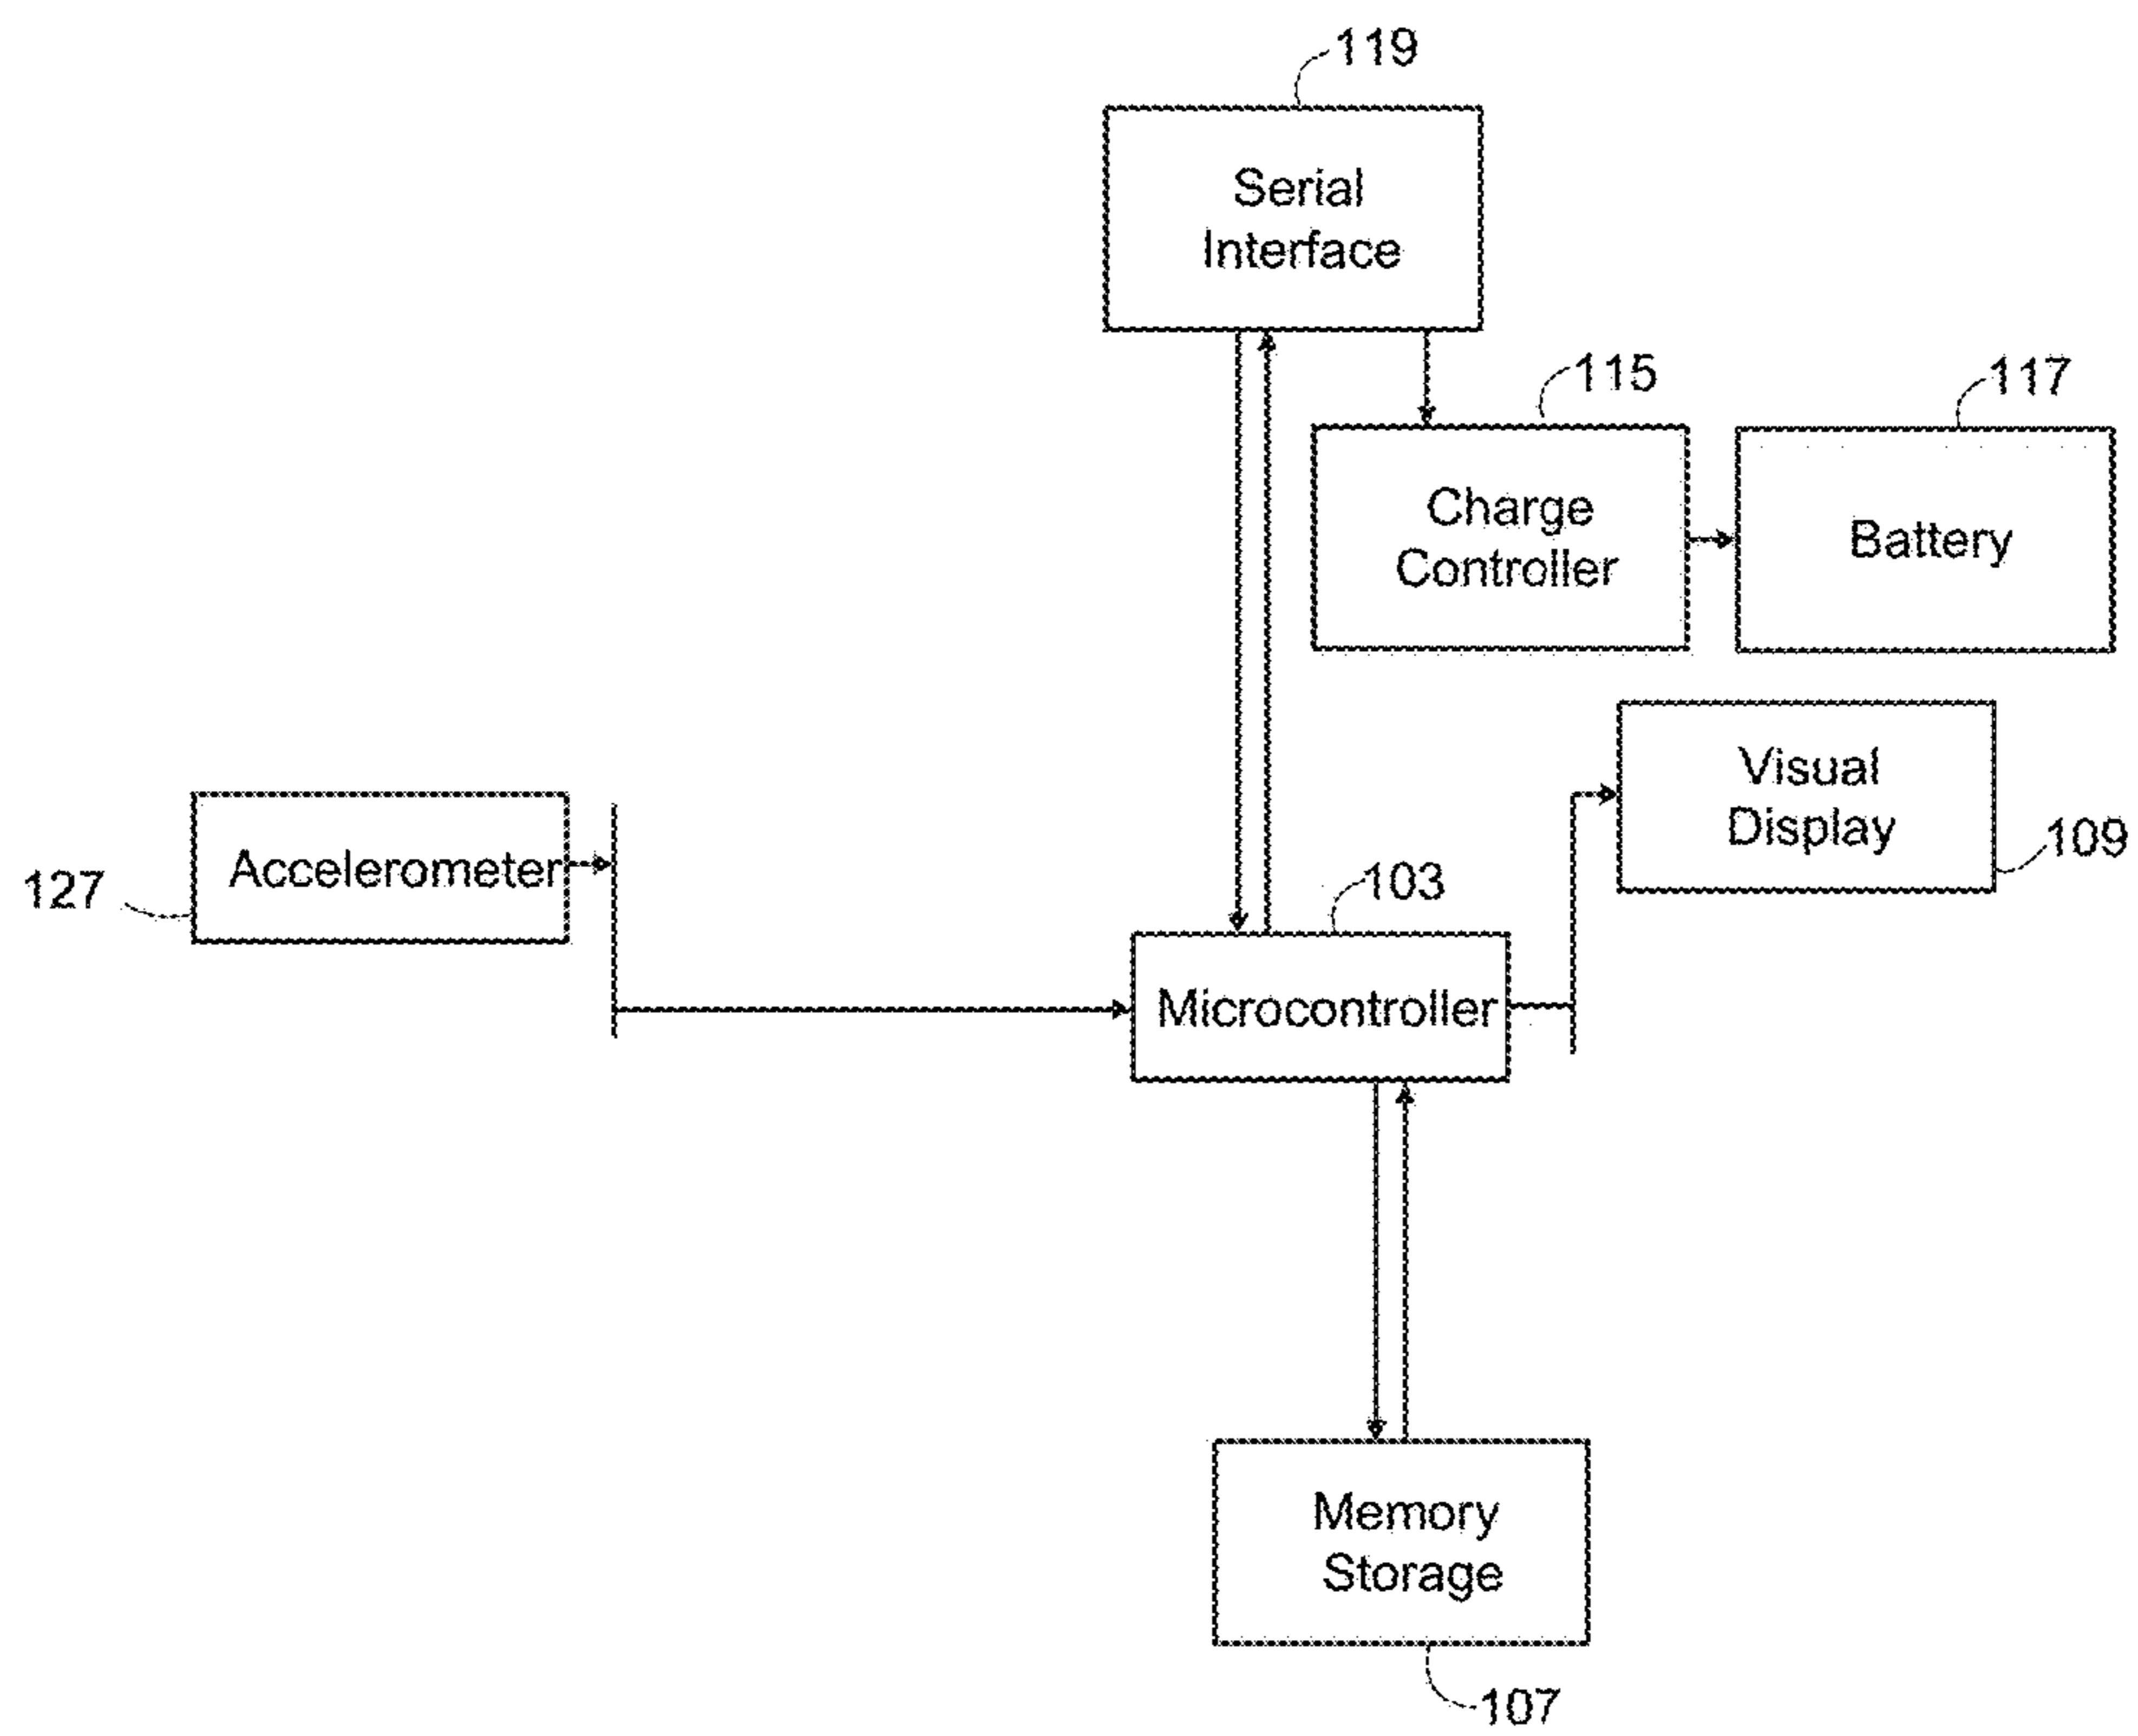 119
Serial
Interface
115
117
Charge
Controller
Battery
Visual
Display
109
Accelerometer
127
103
Microcontroller
Memory
Storage
107